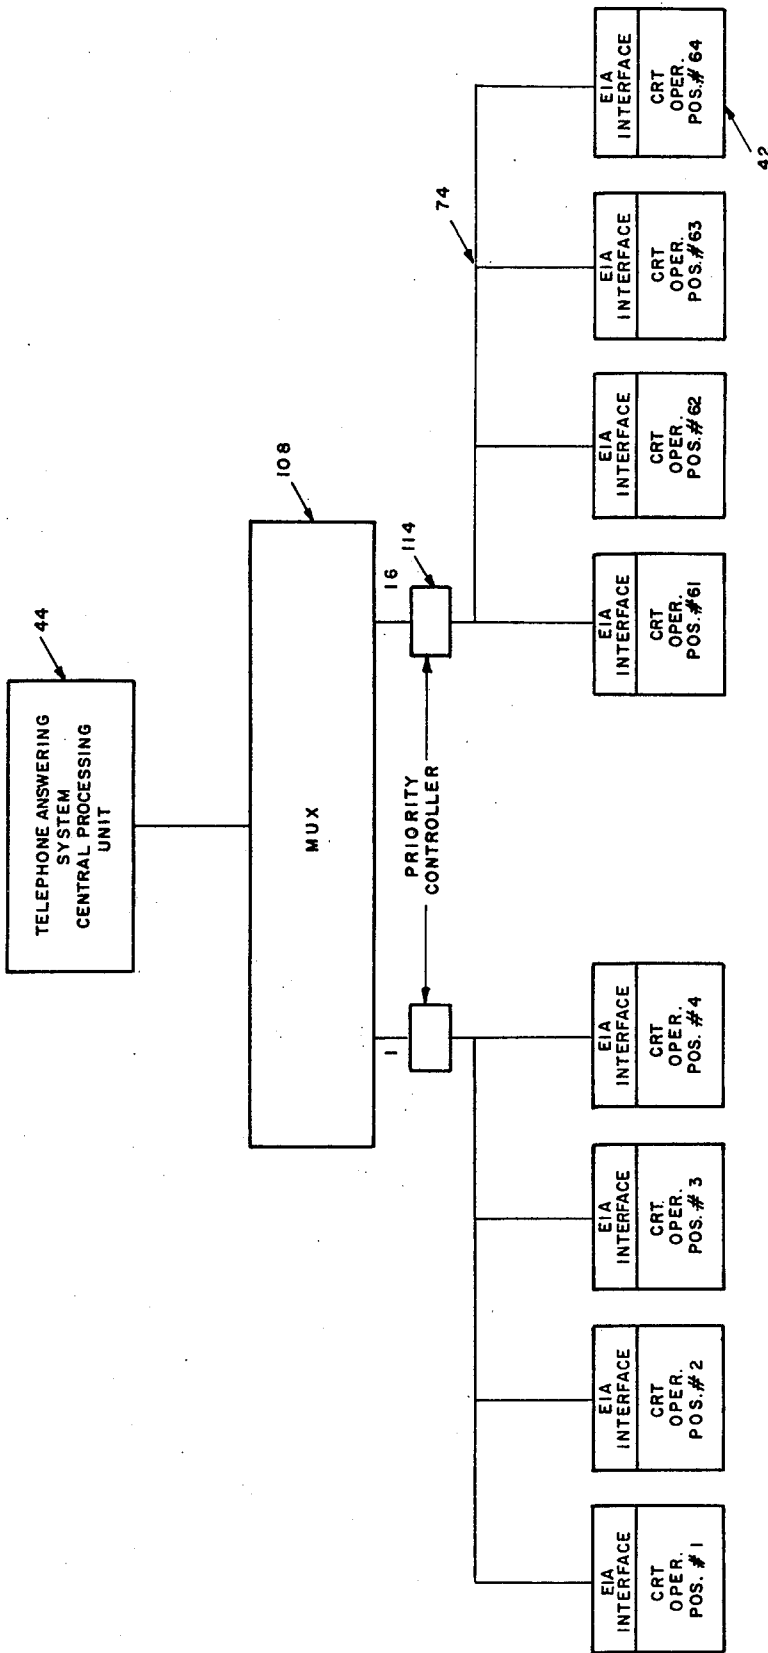 TELEPHONE ANSWERING
SYSTEM
CENTRAL PROCESSING
UNIT
44
MUX
108
1
16
114
PRIORITY
CONTROLLER
74
EIA
INTERFACE
CRT
OPER.
POS. #1
EIA
INTERFACE
CRT
OPER.
POS.#2
EIA
INTERFACE
CRT
OPER.
POS.#3
EIA
INTERFACE
CRT
OPER.
POS. #4
EIA
INTERFACE
CRT
OPER.
POS.#61
EIA
INTERFACE
CRT
OPER.
POS.#62
EIA
INTERFACE
CRT
OPER.
POS.#63
EIA
INTERFACE
CRT
OPER.
POS.#64
42